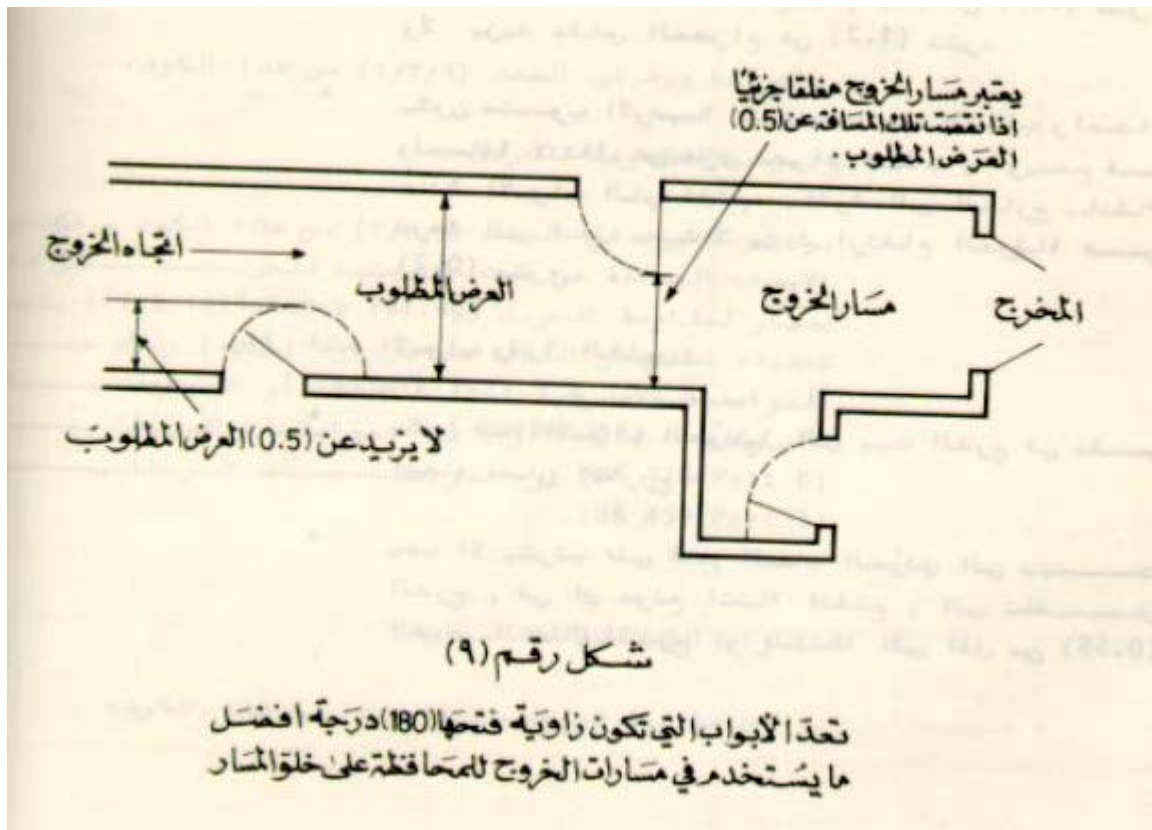 يعتبر مسار الخروج مغلقا جزئيا
اذا نقصت تلك المسافة عن (0.5)
العرض المطلوب.
اتجاه الخروج
العرض المطلوب
مسار الخروج
المخرج
لا يزيد عن (0.5) العرض المطلوب
شكل رقم (٩)
تعد الأبواب التي تكون زاوية فتحها (180) درجة افضل
ما يستخدم في مسارات الخروج للمحافظة على خلو المسار